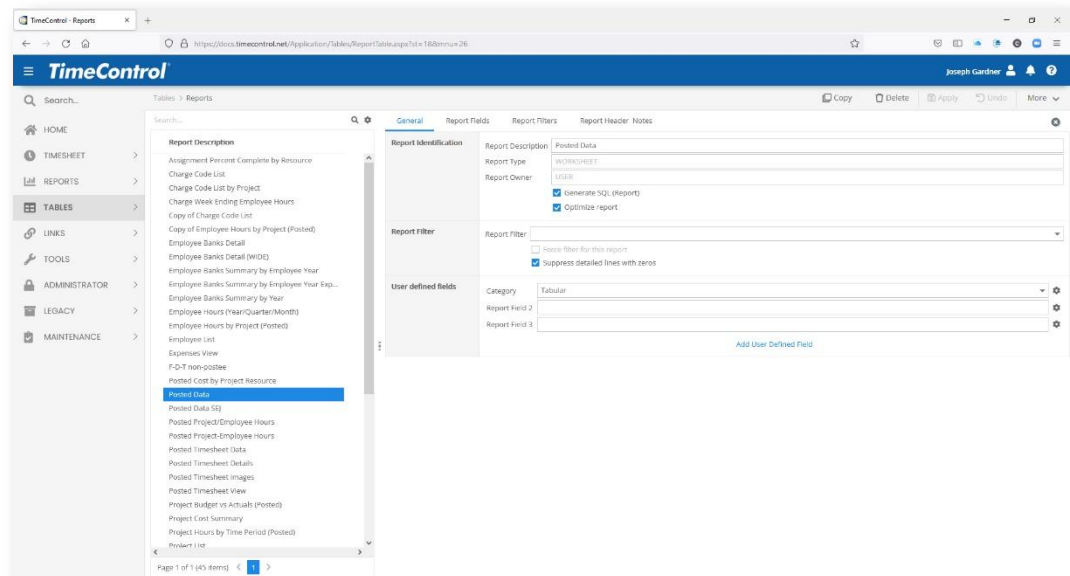 TimeControl - Reports
https://docs.timecontrol.net/Application/Tables/ReportTable.aspx?st=18&mnu=26
TimeControl
Joseph Gardner
Search...
Tables > Reports
Copy
Delete
Apply
Undo
More
HOME
TIMESHEET
REPORTS
TABLES
LINKS
TOOLS
ADMINISTRATOR
LEGACY
MAINTENANCE
Search...
Report Description
Assignment Percent Complete by Resource
Charge Code List
Charge Code List by Project
Charge Week Ending Employee Hours
Copy of Charge Code List
Copy of Employee Hours by Project (Posted)
Employee Banks Detail
Employee Banks Detail (WIDE)
Employee Banks Summary by Employee Year
Employee Banks Summary by Employee Year Exp...
Employee Banks Summary by Year
Employee Hours (Year/Quarter/Month)
Employee Hours by Project (Posted)
Employee List
Expenses View
F-D-T non-postee
Posted Cost by Project Resource
Posted Data
Posted Data SEJ
Posted Project/Employee Hours
Posted Project-Employee Hours
Posted Timesheet Data
Posted Timesheet Details
Posted Timesheet Images
Posted Timesheet View
Project Budget vs Actuals (Posted)
Project Cost Summary
Project Hours by Time Period (Posted)
Project List
Page 1 of 1 (45 items) < 1 >
General
Report Fields
Report Filters
Report Header Notes
Report Identification
Report Description Posted Data
Report Type WORKSHEET
Report Owner USER
Generate SQL (Report)
Optimize report
Report Filter
Report Filter
Force filter for this report
Suppress detailed lines with zeros
User defined fields
Category Tabular
Report Field 2
Report Field 3
Add User Defined Field